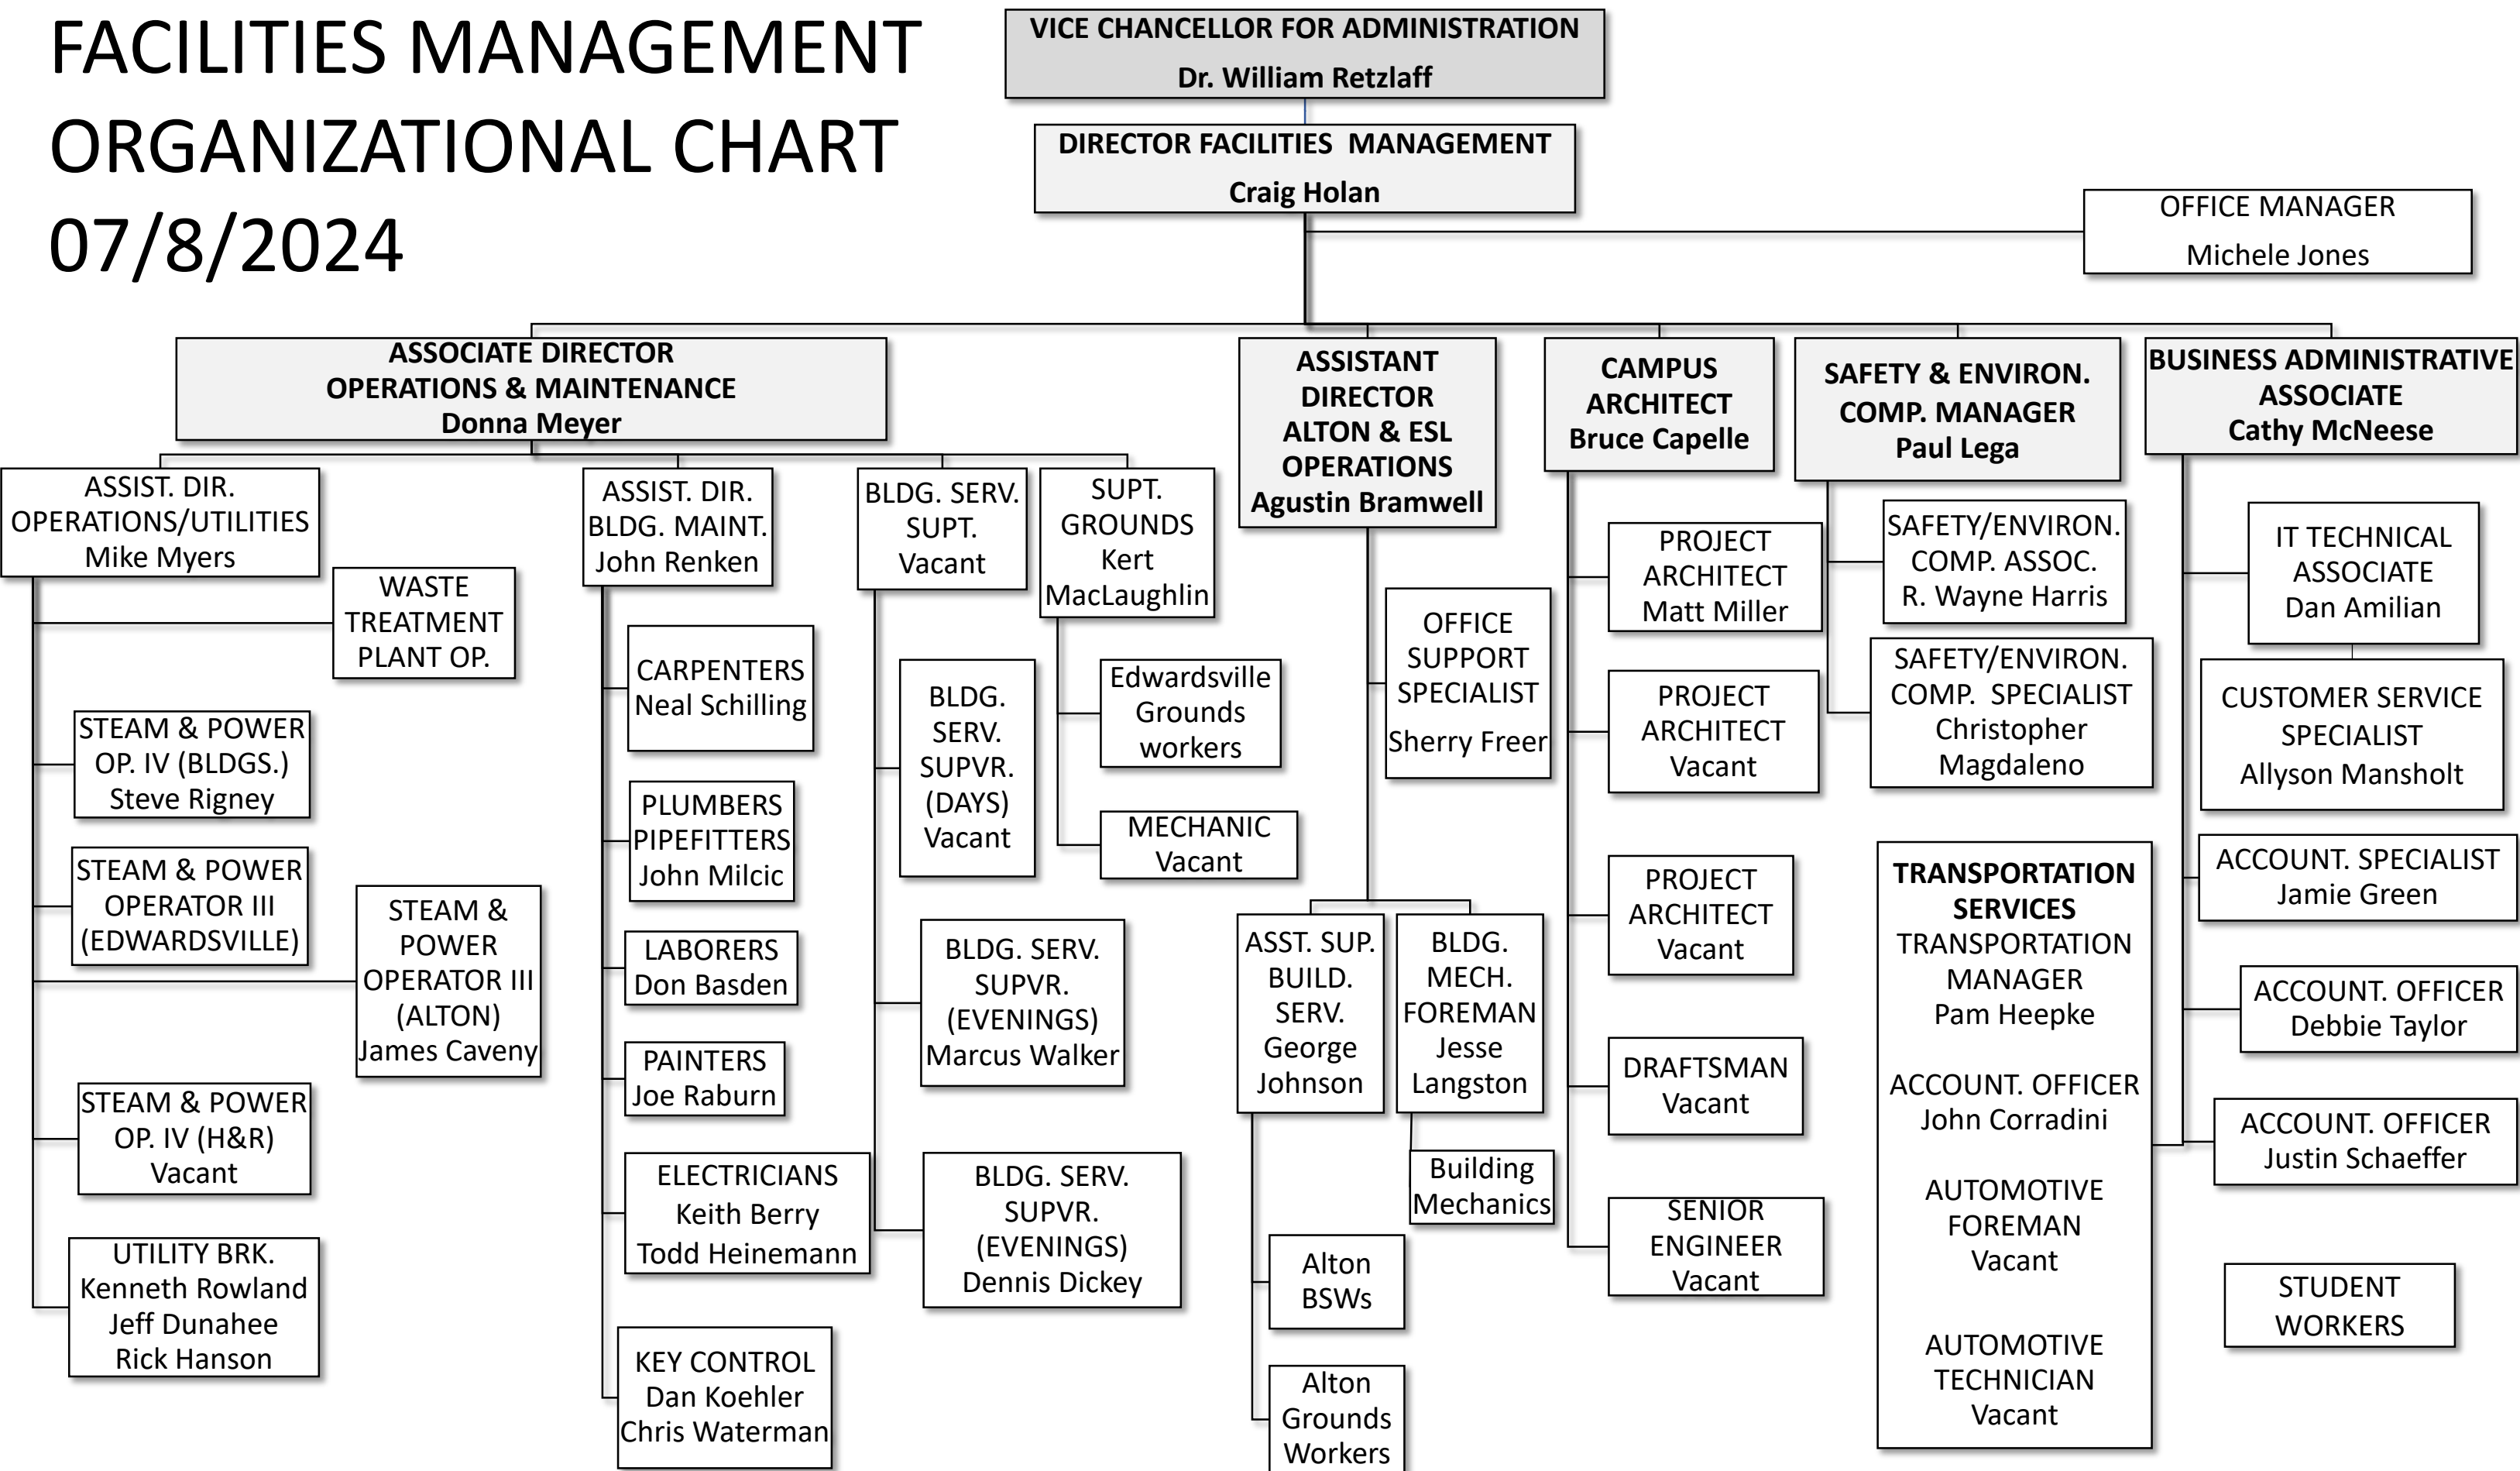 FACILITIES MANAGEMENT
ORGANIZATIONAL CHART
07/8/2024
VICE CHANCELLOR FOR ADMINISTRATION
Dr. William Retzlaff
DIRECTOR FACILITIES  MANAGEMENT
Craig Holan
OFFICE MANAGER
Michele Jones
ASSOCIATE DIRECTOR
OPERATIONS & MAINTENANCE
Donna Meyer
ASSIST. DIR.
OPERATIONS/UTILITIES
Mike Myers
WASTE
TREATMENT
PLANT OP.
STEAM & POWER
OP. IV (BLDGS.)
Steve Rigney
STEAM & POWER
OPERATOR III
(EDWARDSVILLE)
STEAM &
POWER
OPERATOR III
(ALTON)
James Caveny
STEAM & POWER
OP. IV (H&R)
Vacant
UTILITY BRK.
Kenneth Rowland
Jeff Dunahee
Rick Hanson
ASSIST. DIR.
BLDG. MAINT.
John Renken
CARPENTERS
Neal Schilling
PLUMBERS
PIPEFITTERS
John Milcic
LABORERS
Don Basden
PAINTERS
Joe Raburn
ELECTRICIANS
Keith Berry
Todd Heinemann
KEY CONTROL
Dan Koehler
Chris Waterman
BLDG. SERV.
SUPT.
Vacant
BLDG.
SERV.
SUPVR.
(DAYS)
Vacant
BLDG. SERV.
SUPVR.
(EVENINGS)
Marcus Walker
BLDG. SERV.
SUPVR.
(EVENINGS)
Dennis Dickey
SUPT.
GROUNDS
Kert
MacLaughlin
Edwardsville
Grounds
workers
MECHANIC
Vacant
ASSISTANT
DIRECTOR
ALTON & ESL
OPERATIONS
Agustin Bramwell
OFFICE
SUPPORT
SPECIALIST
Sherry Freer
ASST. SUP.
BUILD.
SERV.
George
Johnson
Alton
BSWs
Alton
Grounds
Workers
BLDG.
MECH.
FOREMAN
Jesse
Langston
Building
Mechanics
CAMPUS
ARCHITECT
Bruce Capelle
PROJECT
ARCHITECT
Matt Miller
PROJECT
ARCHITECT
Vacant
PROJECT
ARCHITECT
Vacant
DRAFTSMAN
Vacant
SENIOR
ENGINEER
Vacant
SAFETY & ENVIRON.
COMP. MANAGER
Paul Lega
SAFETY/ENVIRON.
COMP. ASSOC.
R. Wayne Harris
SAFETY/ENVIRON.
COMP.  SPECIALIST
Christopher
Magdaleno
BUSINESS ADMINISTRATIVE
ASSOCIATE
Cathy McNeese
IT TECHNICAL
ASSOCIATE
Dan Amilian
CUSTOMER SERVICE
SPECIALIST
Allyson Mansholt
ACCOUNT. SPECIALIST
Jamie Green
ACCOUNT. OFFICER
Debbie Taylor
ACCOUNT. OFFICER
Justin Schaeffer
TRANSPORTATION
SERVICES
TRANSPORTATION
MANAGER
Pam Heepke
ACCOUNT. OFFICER
John Corradini
AUTOMOTIVE
FOREMAN
Vacant
AUTOMOTIVE
TECHNICIAN
Vacant
STUDENT
WORKERS